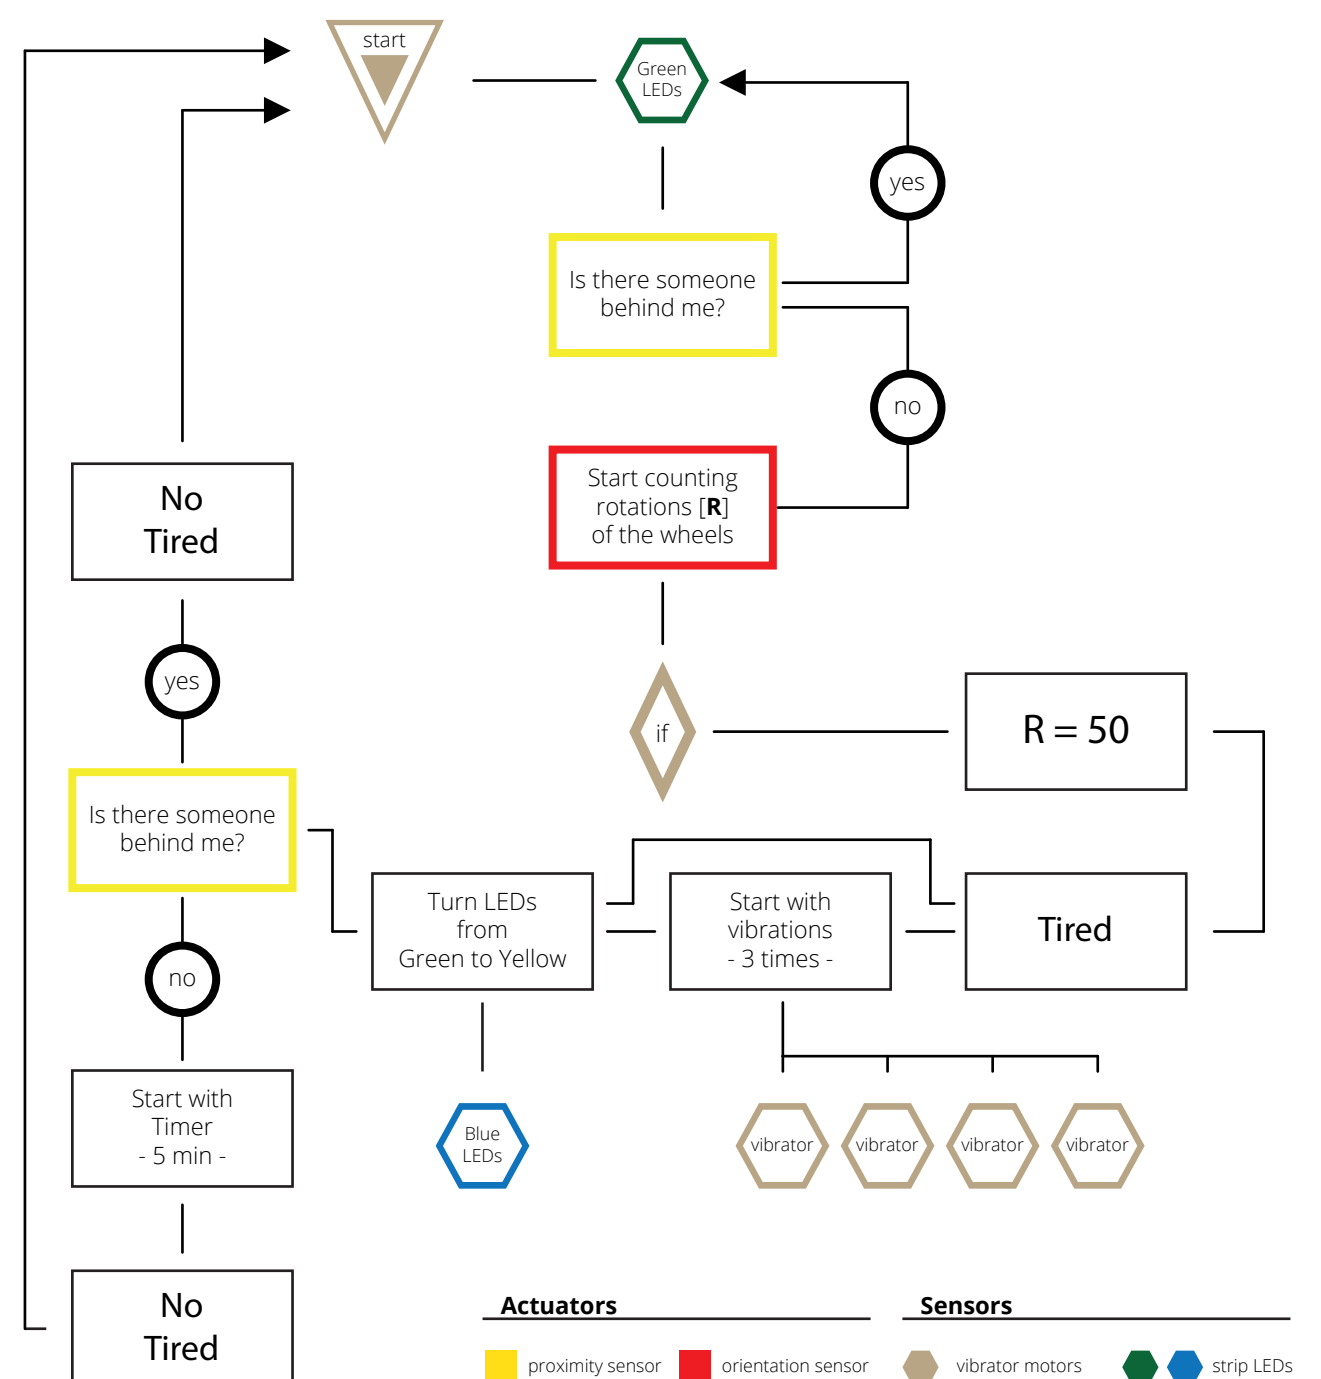 start
Green
LEDs
yes
Is there someone
behind me?
no
Start counting
rotations [R]
of the wheels
No
Tired
yes
if
R = 50
Is there someone
behind me?
Turn LEDs
from
Green to Yellow
Start with
vibrations
- 3 times -
Tired
no
Start with
Timer
- 5 min -
Blue
LEDs
vibrator
vibrator
vibrator
vibrator
No
Tired
Actuators
Sensors
proximity sensor
orientation sensor
vibrator motors
strip LEDs